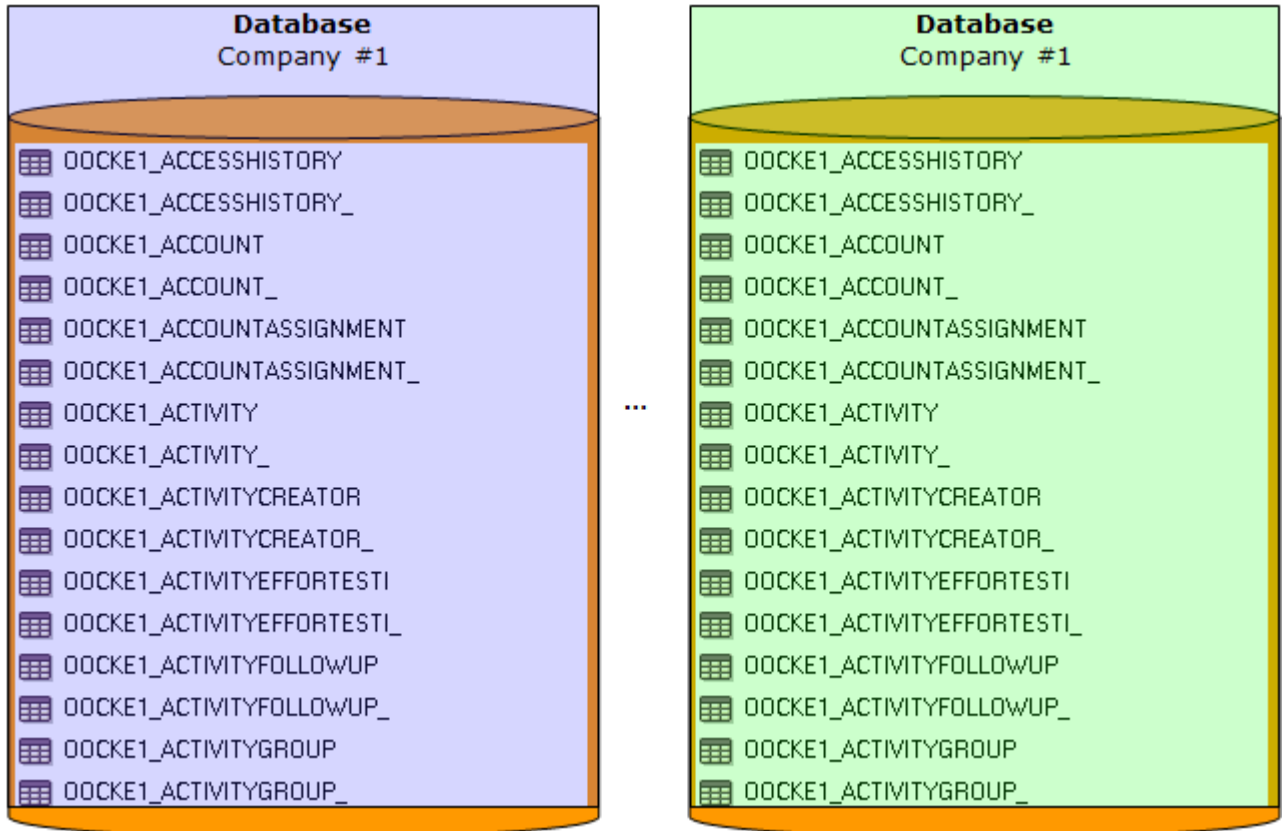 Database
Company #1
OOCKE1_ACCESSHISTORY
OOCKE1_ACCESSHISTORY_
OOCKE1_ACCOUNT
OOCKE1_ACCOUNT_
OOCKE1_ACCOUNTASSIGNMENT
OOCKE1_ACCOUNTASSIGNMENT_
OOCKE1_ACTIVITY
OOCKE1_ACTIVITY_
OOCKE1_ACTIVITYCREATOR
OOCKE1_ACTIVITYCREATOR_
OOCKE1_ACTIVITYEFFORTESTI
OOCKE1_ACTIVITYEFFORTESTI_
OOCKE1_ACTIVITYFOLLOWUP
OOCKE1_ACTIVITYFOLLOWUP_
OOCKE1_ACTIVITYGROUP
OOCKE1_ACTIVITYGROUP_
...
Database
Company #1
OOCKE1_ACCESSHISTORY
OOCKE1_ACCESSHISTORY_
OOCKE1_ACCOUNT
OOCKE1_ACCOUNT_
OOCKE1_ACCOUNTASSIGNMENT
OOCKE1_ACCOUNTASSIGNMENT_
OOCKE1_ACTIVITY
OOCKE1_ACTIVITY_
OOCKE1_ACTIVITYCREATOR
OOCKE1_ACTIVITYCREATOR_
OOCKE1_ACTIVITYEFFORTESTI
OOCKE1_ACTIVITYEFFORTESTI_
OOCKE1_ACTIVITYFOLLOWUP
OOCKE1_ACTIVITYFOLLOWUP_
OOCKE1_ACTIVITYGROUP
OOCKE1_ACTIVITYGROUP_